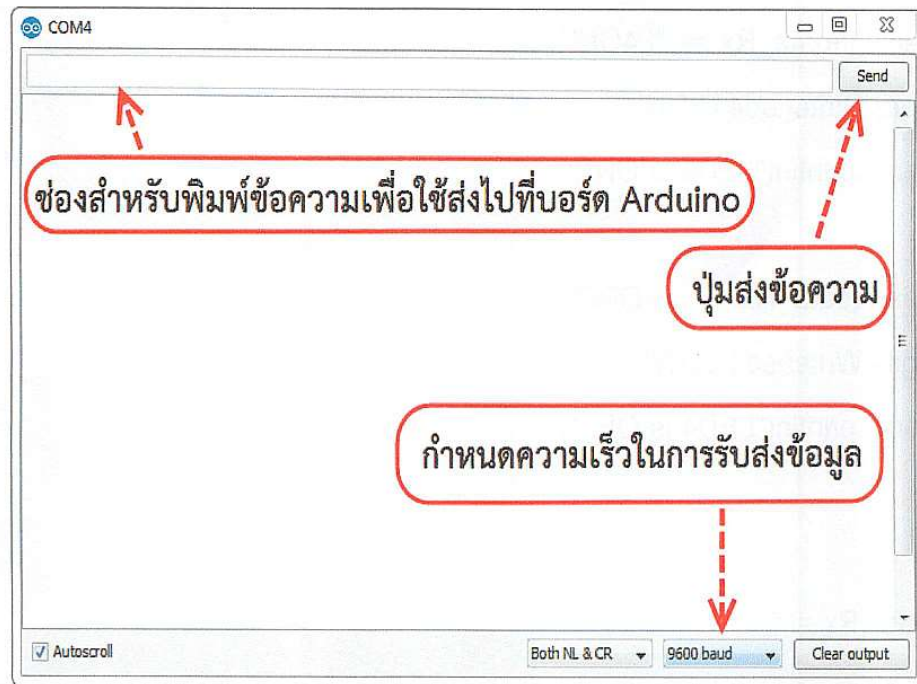 COM4
Send
ช่องสำหรับพิมพ์ข้อความเพื่อใช้ส่งไปที่บอร์ด Arduino
ปุ่มส่งข้อความ
กำหนดความเร็วในการรับส่งข้อมูล
Autoscroll
Both NL & CR
9600 baud
Clear output